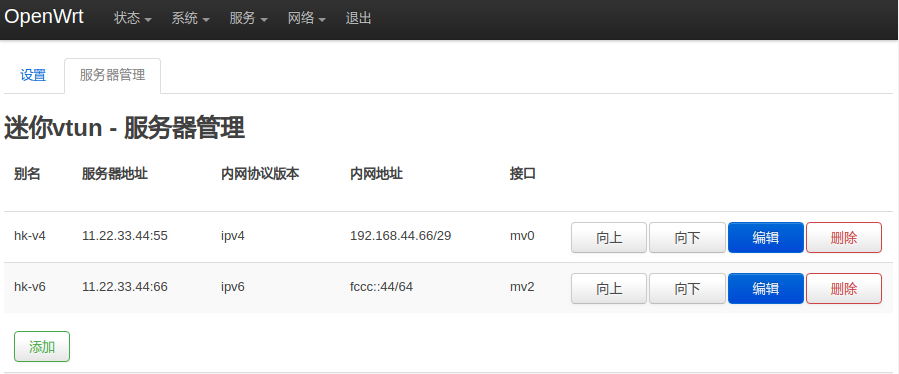 OpenWrt 状态 系统 服务 网络 退出
设置 服务器管理
迷你vtun - 服务器管理
别名 服务器地址 内网协议版本 内网地址 接口
hk-v4 11.22.33.44:55 ipv4 192.168.44.66/29 mv0 向上 向下 编辑 删除
hk-v6 11.22.33.44:66 ipv6 fccc::44/64 mv2 向上 向下 编辑 删除
添加